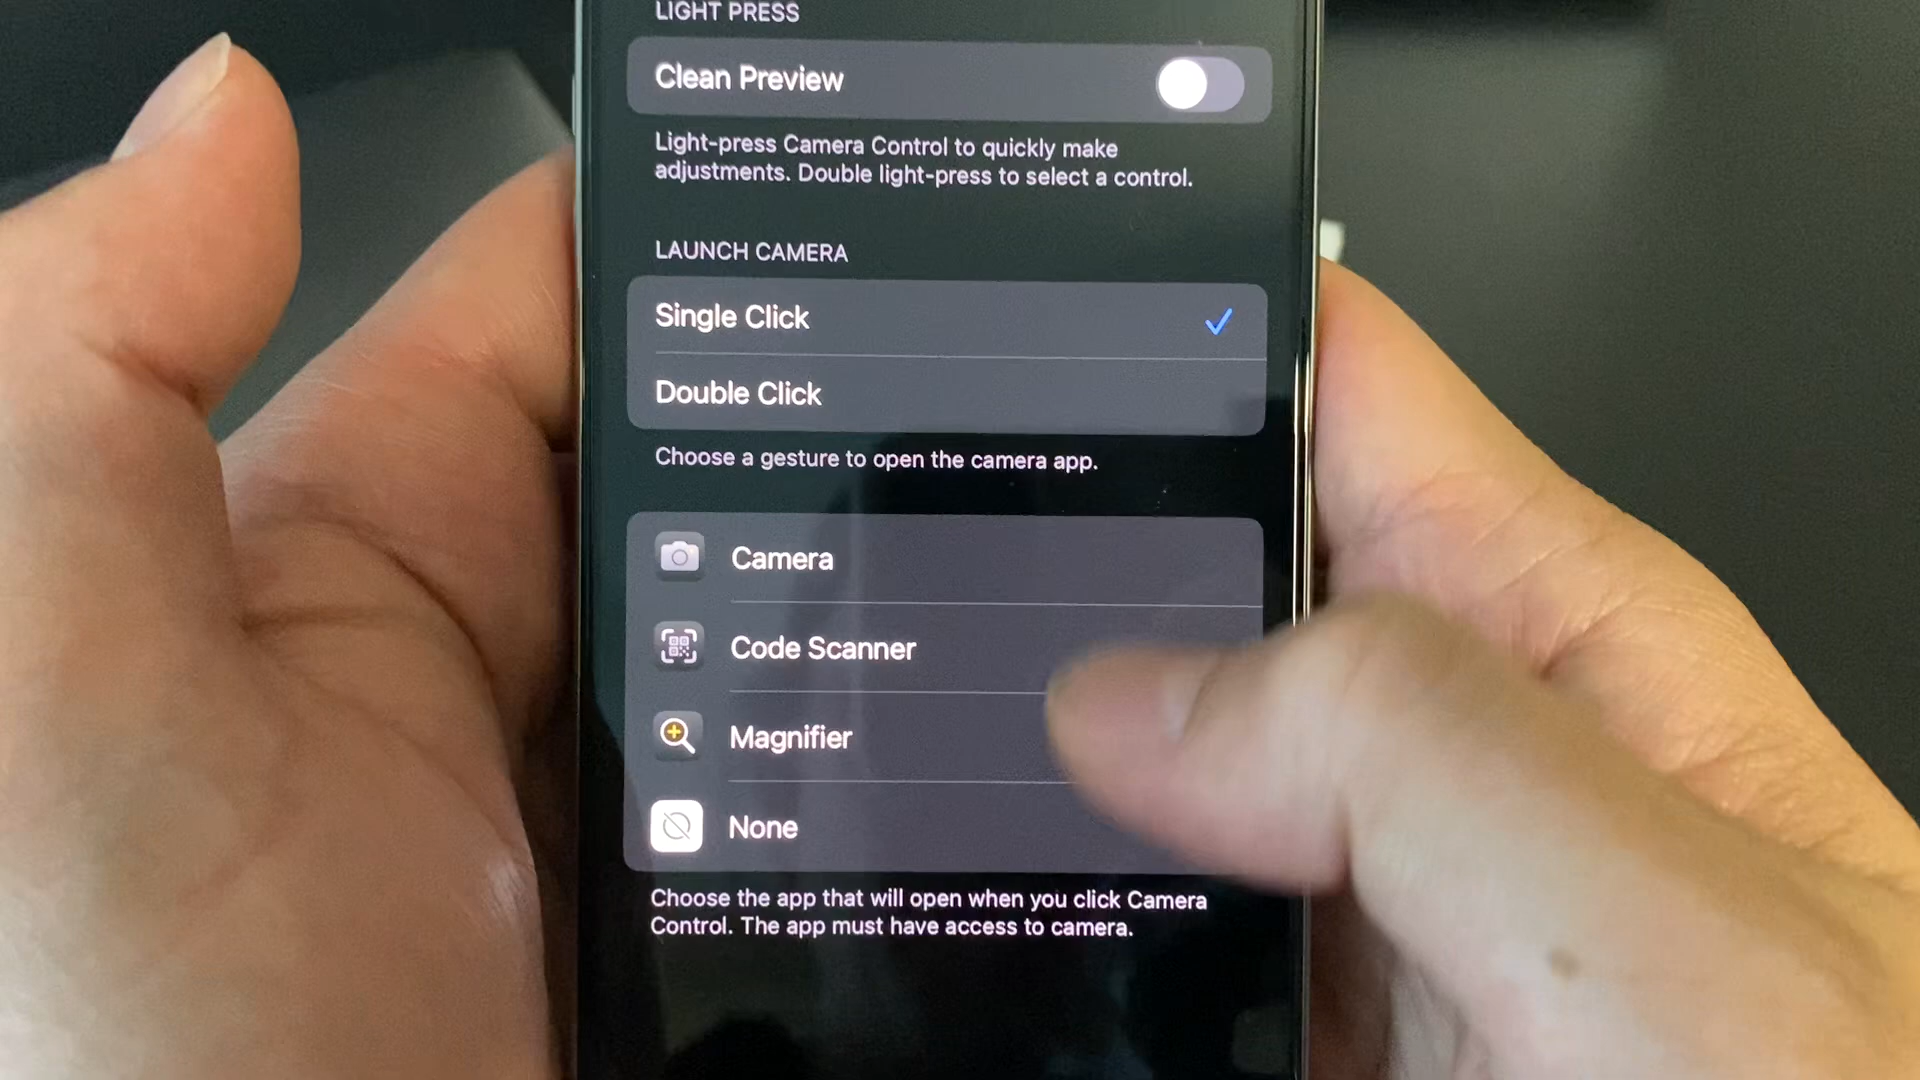 LIGHT PRESS
Clean Preview
Light-press Camera Control to quickly make
adjustments. Double light-press to select a control.
LAUNCH CAMERA
Single Click
Double Click
Choose a gesture to open the camera app.
Camera
Code Scanner
Magnifier
None
Choose the app that will open when you click Camera
Control. The app must have access to camera.